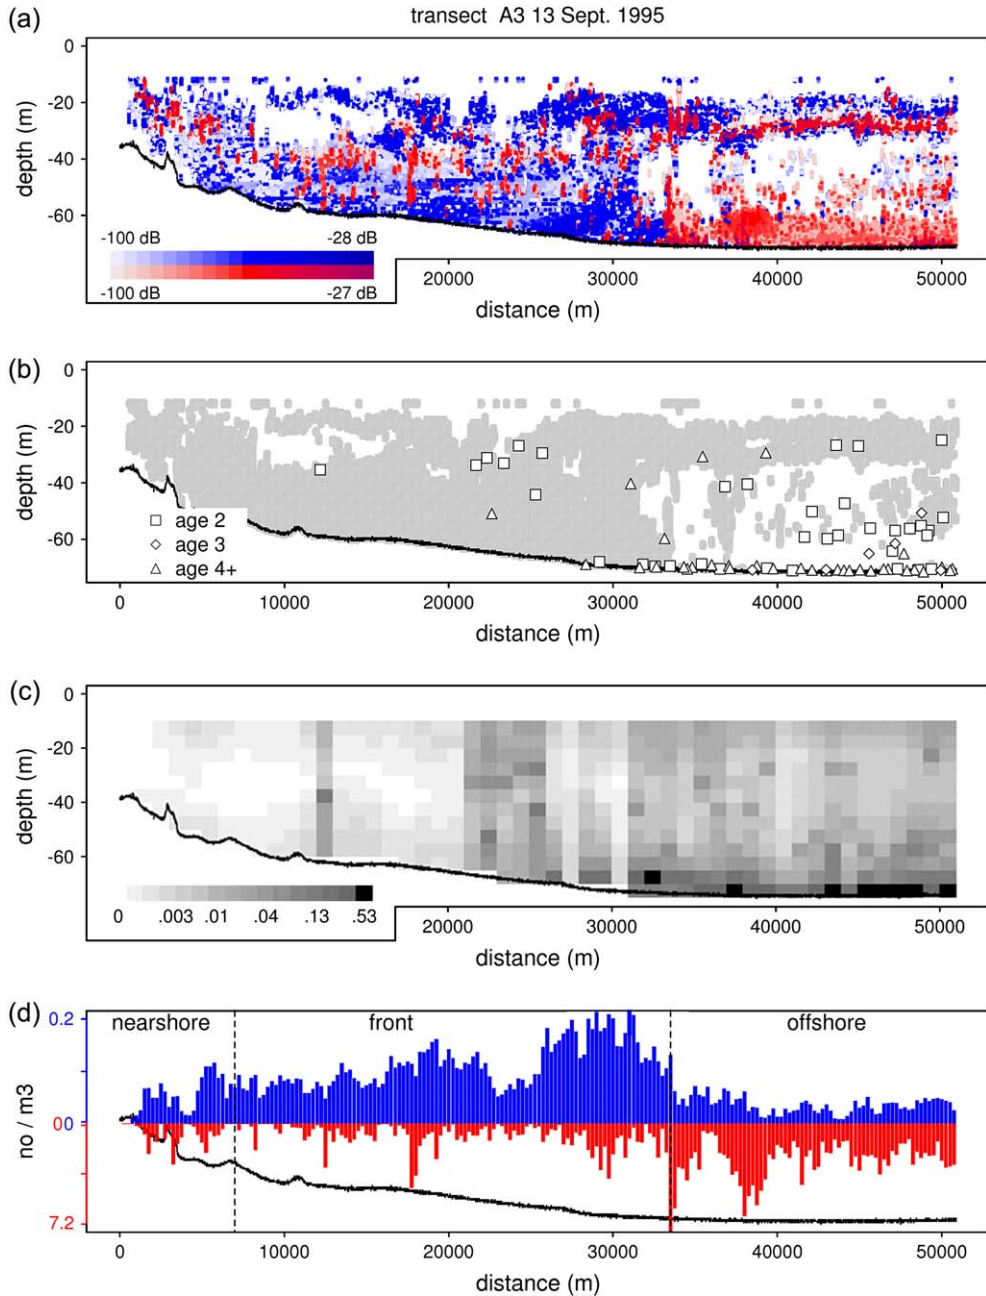 transect A3 13 Sept. 1995
(a)
0
-20
-40
-60
depth (m)
-100 dB -28 dB
-100 dB -27 dB
20000 30000 40000 50000
distance (m)
(b)
0
-20
-40
-60
depth (m)
age 2
age 3
age 4+
0 10000 20000 30000 40000 50000
distance (m)
(c)
0
-20
-40
-60
depth (m)
0 .003 .01 .04 .13 .53
20000 30000 40000 50000
distance (m)
(d)
nearshore front offshore
0.2
00
7.2
no / m3
0 10000 20000 30000 40000 50000
distance (m)